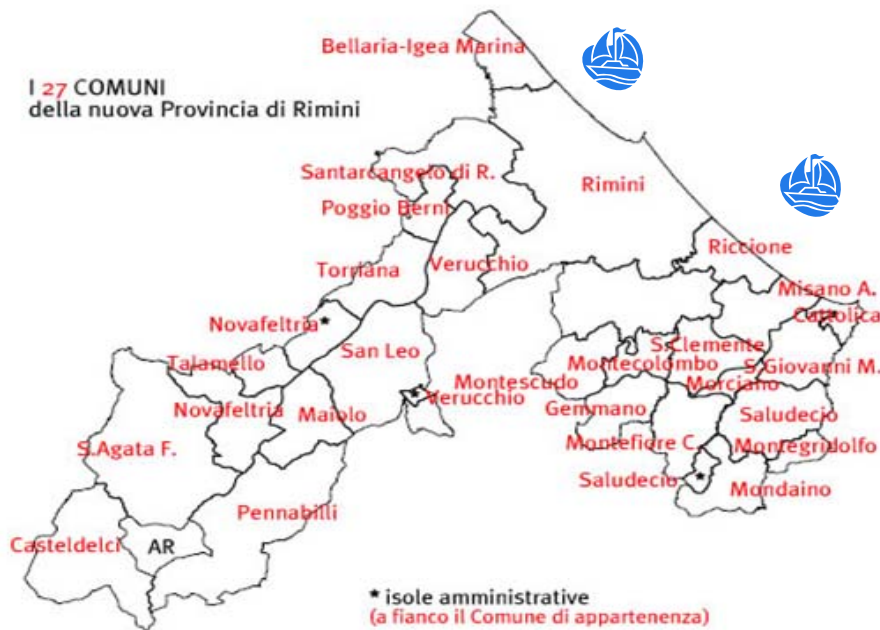 Bellaria-Igea Marina
I 27 COMUNI
della nuova Provincia di Rimini
Santarcangelo di R.
Rimini
Poggio Berni
Riccione
Torriana
Verucchio
Misano A.
Cattolica
Novafeltria*
S.Clemente
San Leo
Talamello
Montecolombo
S.Giovanni M.
Montescudo
Morciano
*Verucchio
Novafeltria
Maiolo
Gemmano
Saludecio
S.Agata F.
Montefiore C.
Montegridolfo
Saludecio *
Mondaino
Pennabilli
Casteldelci
AR
* isole amministrative
(a fianco il Comune di appartenenza)